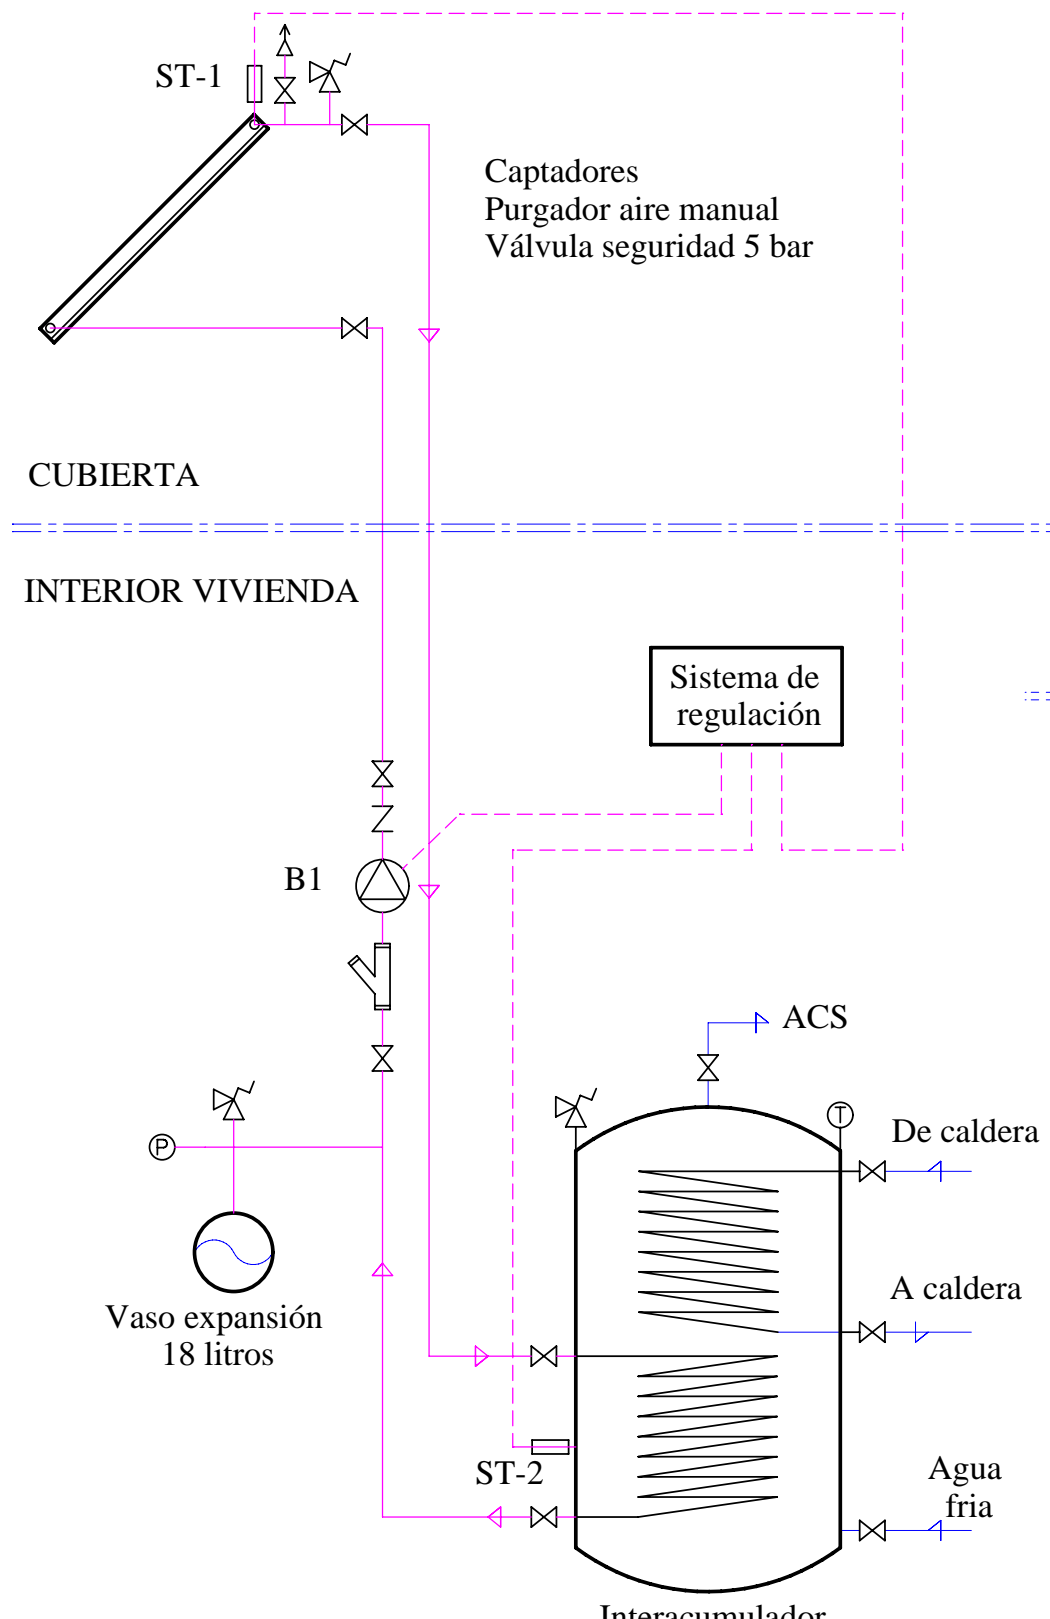 ST-1
Captadores
Purgador aire manual
Válvula seguridad 5 bar
CUBIERTA
INTERIOR VIVIENDA
Sistema de
regulación
B1
ACS
T
De caldera
P
A caldera
Vaso expansión
18 litros
ST-2
Agua
fria
Interacumulador